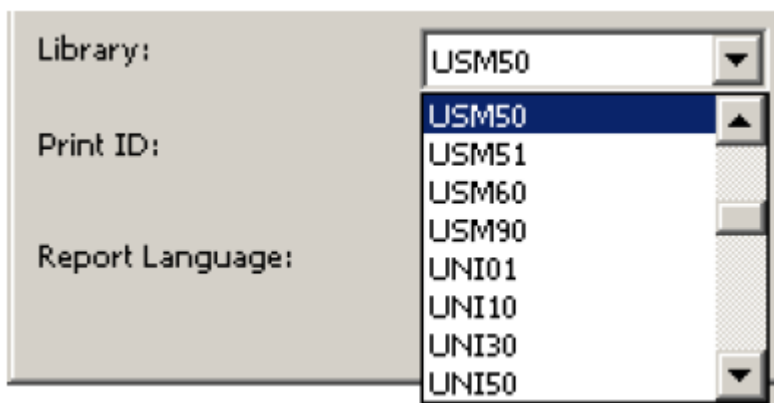 Library:
USM50
USM50
Print ID:
USM51
USM60
USM90
Report Language:
UNI01
UNI10
UNI30
UNI50